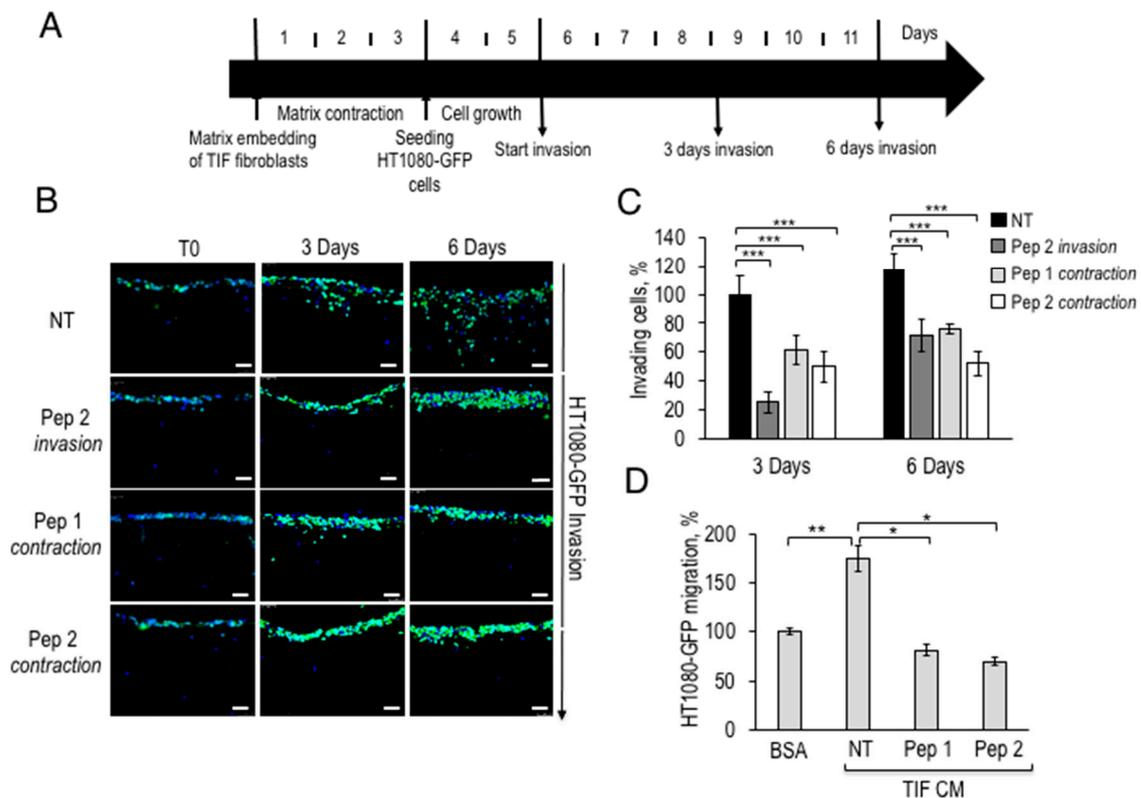 A
1 2 3 4 5 6 7 8 9 10 11 Days
Matrix contraction Cell growth
Matrix embedding
of TIF fibroblasts
Seeding
HT1080-GFP
cells
Start invasion
3 days invasion
6 days invasion
B
T0 3 Days 6 Days
NT
Pep 2
invasion
Pep 1
contraction
Pep 2
contraction
HT1080-GFP Invasion
C
Invading cells, %
140
120
100
80
60
40
20
0
*** *** ***
*** *** ***
3 Days 6 Days
NT
Pep 2 invasion
Pep 1 contraction
Pep 2 contraction
D
HT1080-GFP migration, %
200
150
100
50
0
** * *
BSA NT Pep 1 Pep 2
TIF CM